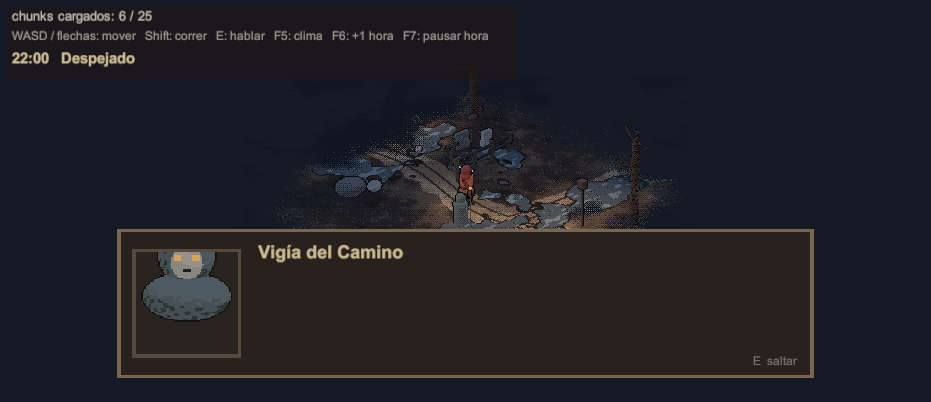 chunks cargados: 6 / 25
WASD / flechas: mover   Shift: correr   E: hablar   F5: clima   F6: +1 hora   F7: pausar hora
22:00   Despejado
Vigía del Camino
E saltar